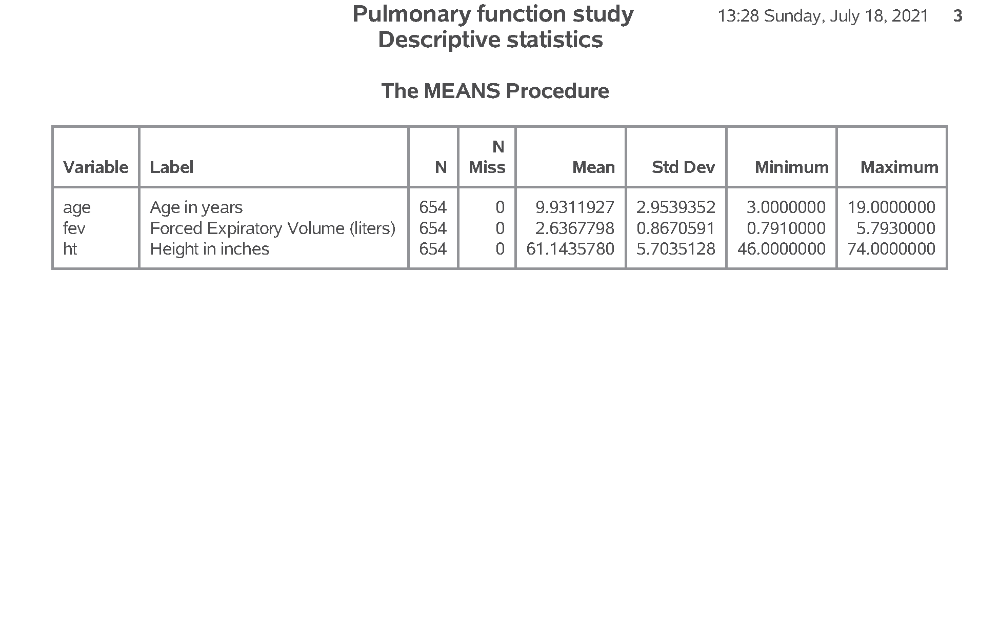 Pulmonary function study 13:28 Sunday, July 18, 2021 3
Descriptive statistics
The MEANS Procedure
N
Variable Label N Miss Mean Std Dev Minimum Maximum
age Age in years 654 0 9.9311927 2.9539352 3.0000000 19.0000000
fev Forced Expiratory Volume (liters) 654 0 2.6367798 0.8670591 0.7910000 5.7930000
ht Height in inches 654 0 61.1435780 5.7035128 46.0000000 74.0000000